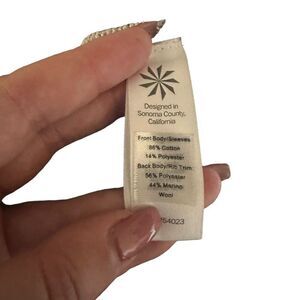 Designed in
Sonoma County,
California
Front Body/Sleeves
86% Cotton
14% Polyester
Back Body/Rib Trim:
56% Polyester
44% Merino
Wool
54023